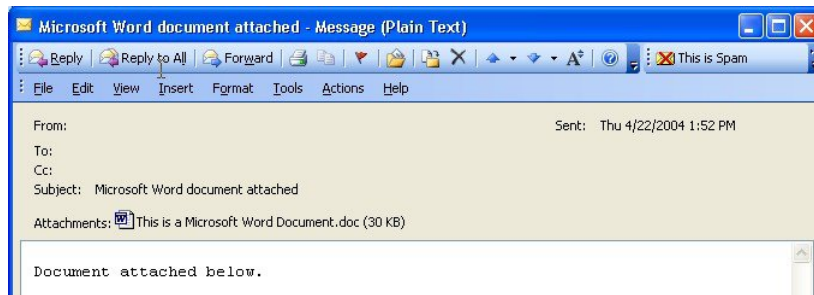 Microsoft Word document attached - Message (Plain Text)
Reply Reply to All Forward A This is Spam
File Edit View Insert Format Tools Actions Help
From: Sent: Thu 4/22/2004 1:52 PM
To:
Cc:
Subject: Microsoft Word document attached
Attachments: This is a Microsoft Word Document.doc (30 KB)
Document attached below.